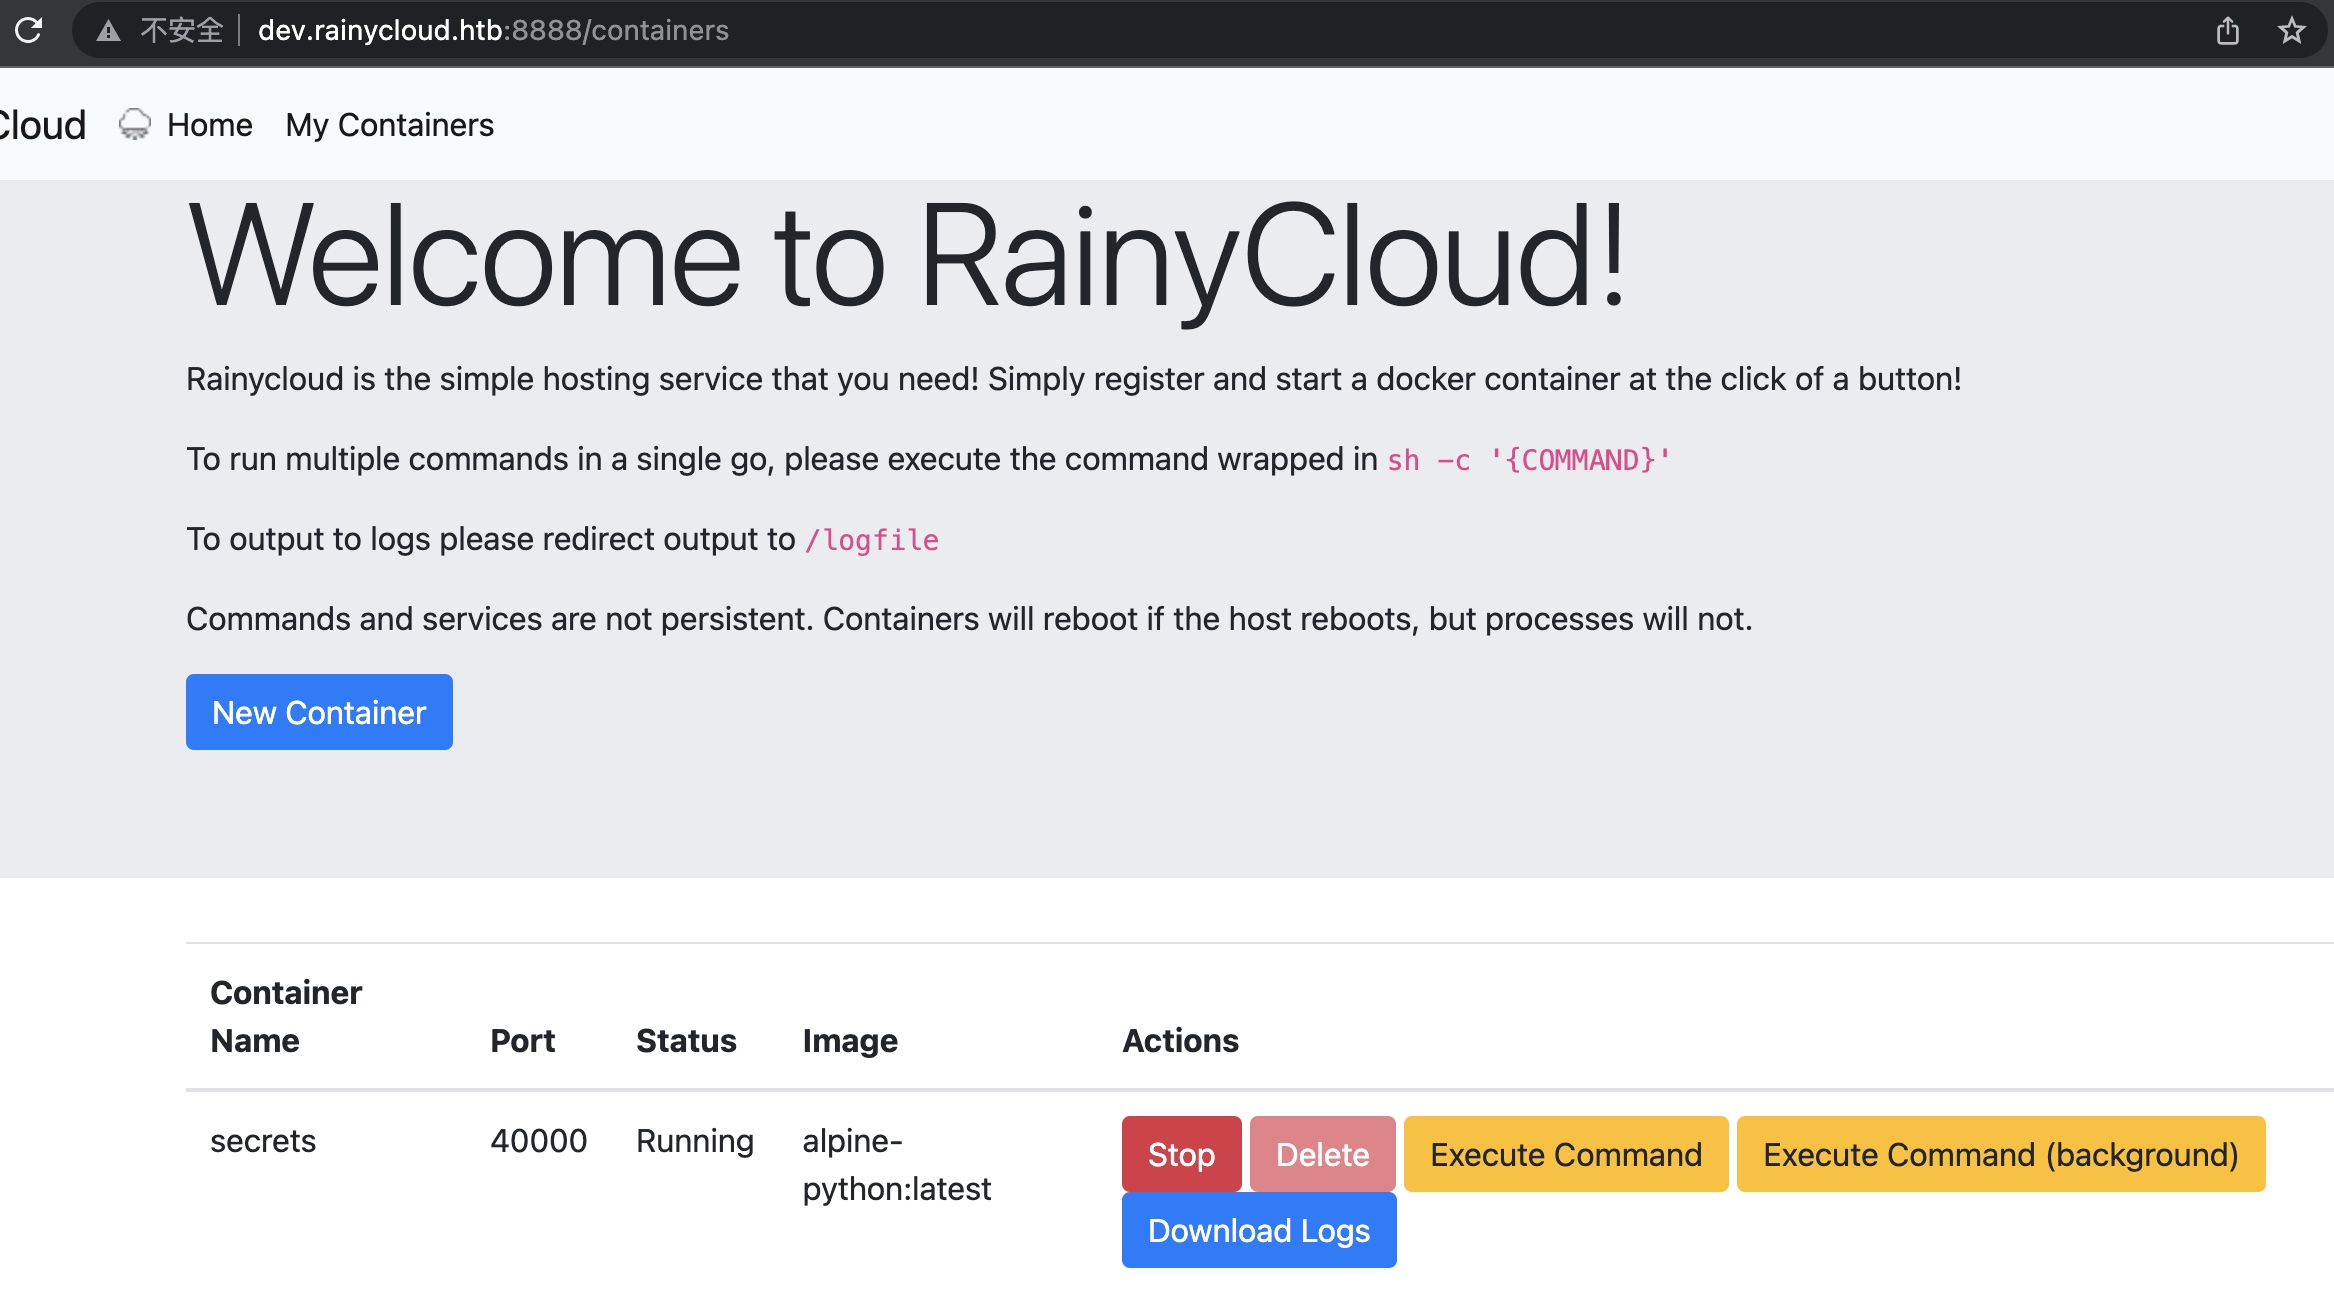 不安全 dev.rainycloud.htb:8888/containers
Cloud Home My Containers
Welcome to RainyCloud!
Rainycloud is the simple hosting service that you need! Simply register and start a docker container at the click of a button!
To run multiple commands in a single go, please execute the command wrapped in sh -c '{COMMAND}'
To output to logs please redirect output to /logfile
Commands and services are not persistent. Containers will reboot if the host reboots, but processes will not.
New Container
Container
Name Port Status Image Actions
secrets 40000 Running alpine-
python:latest
Stop Delete Execute Command Execute Command (background)
Download Logs